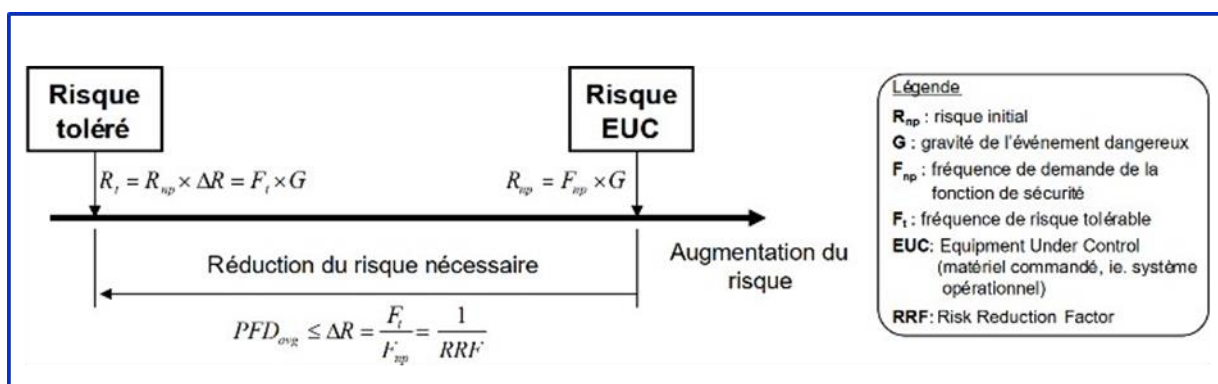 Risque
toléré
Risque
EUC
R_t = R_np × ΔR = F_t × G
R_np = F_np × G
Réduction du risque nécessaire
Augmentation du
risque
PFD_avg ≤ ΔR = F_t / F_np = 1 / RRF
Légende
R_np : risque initial
G : gravité de l'événement dangereux
F_np : fréquence de demande de la
fonction de sécurité
F_t : fréquence de risque tolérable
EUC: Equipment Under Control
(matériel commandé, ie. système
opérationnel)
RRF: Risk Reduction Factor